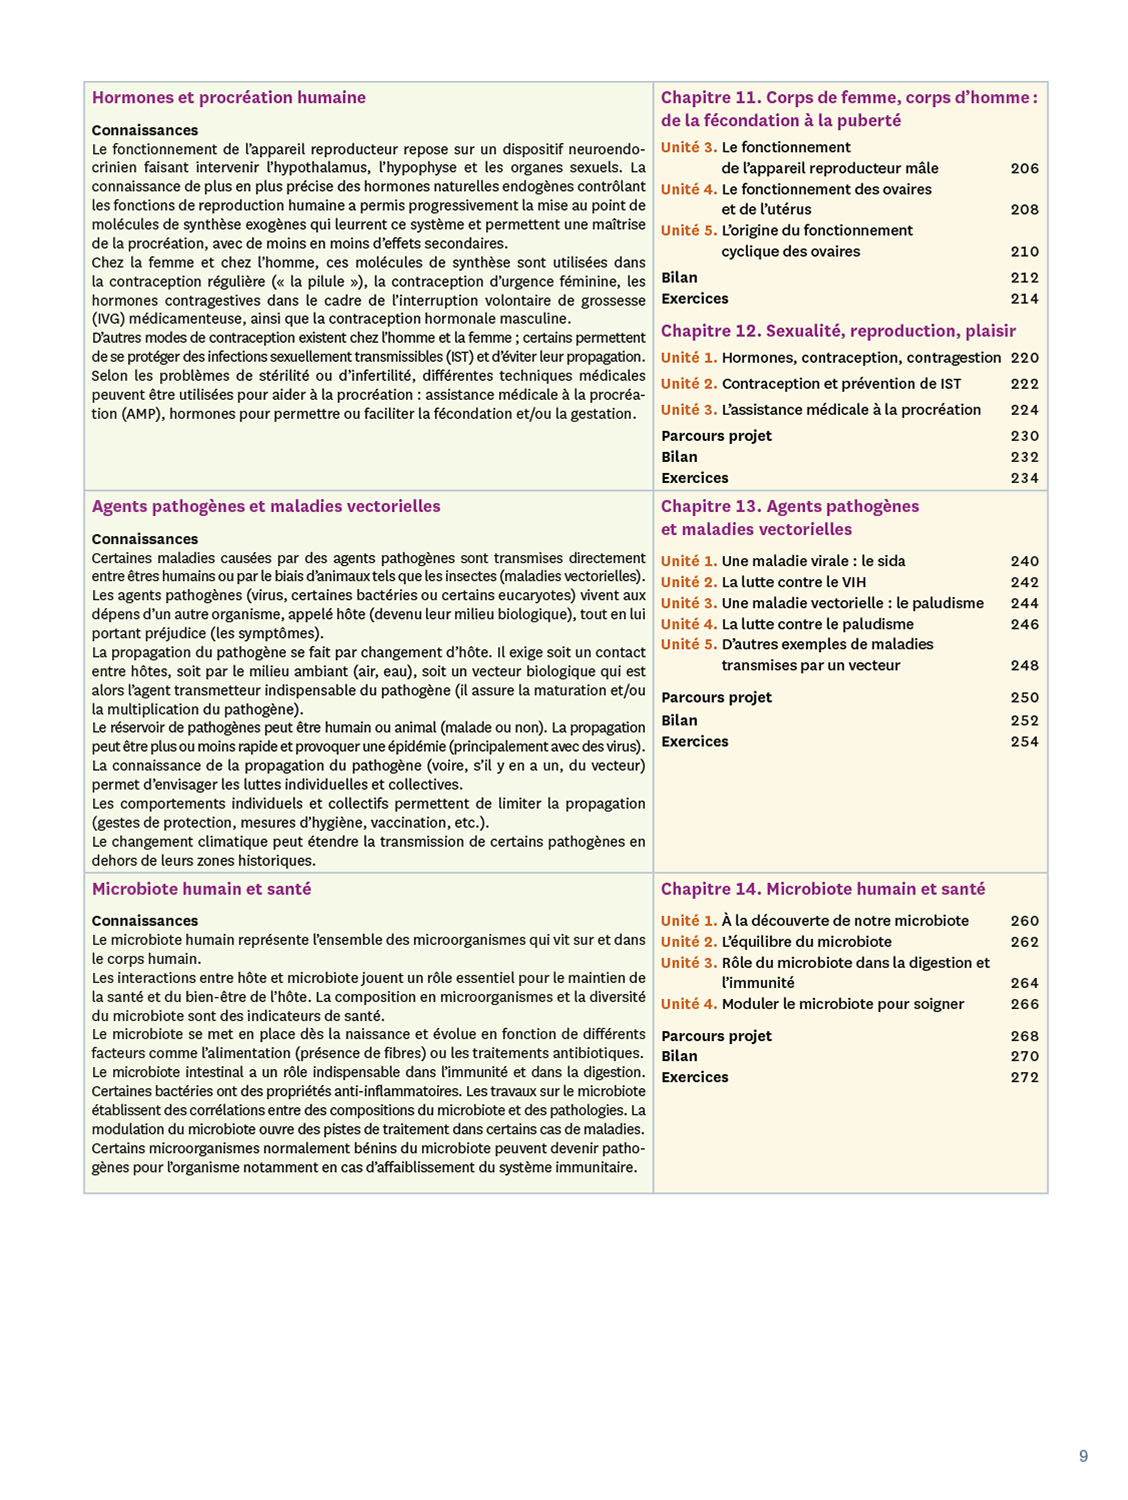 Hormones et procréation humaine
Connaissances
Le fonctionnement de l'appareil reproducteur repose sur un dispositif neuroendo-
crinien faisant intervenir l'hypothalamus, l'hypophyse et les organes sexuels. La
connaissance de plus en plus précise des hormones naturelles endogènes contrôlant
les fonctions de reproduction humaine a permis progressivement la mise au point de
molécules de synthèse exogènes qui leurrent ce système et permettent une maîtrise
de la procréation, avec de moins en moins d'effets secondaires.
Chez la femme et chez l'homme, ces molécules de synthèse sont utilisées dans
la contraception régulière (« la pilule »), la contraception d'urgence féminine, les
hormones contragestives dans le cadre de l'interruption volontaire de grossesse
(IVG) médicamenteuse, ainsi que la contraception hormonale masculine.
D'autres modes de contraception existent chez l'homme et la femme ; certains permettent
de se protéger des infections sexuellement transmissibles (IST) et d'éviter leur propagation.
Selon les problèmes de stérilité ou d'infertilité, différentes techniques médicales
peuvent être utilisées pour aider à la procréation : assistance médicale à la procréa-
tion (AMP), hormones pour permettre ou faciliter la fécondation et/ou la gestation.
Chapitre 11. Corps de femme, corps d'homme :
de la fécondation à la puberté
Unité 3. Le fonctionnement
de l'appareil reproducteur mâle 206
Unité 4. Le fonctionnement des ovaires
et de l'utérus 208
Unité 5. L'origine du fonctionnement
cyclique des ovaires 210
Bilan 212
Exercices 214
Chapitre 12. Sexualité, reproduction, plaisir
Unité 1. Hormones, contraception, contragestion 220
Unité 2. Contraception et prévention de IST 222
Unité 3. L'assistance médicale à la procréation 224
Parcours projet 230
Bilan 232
Exercices 234
Agents pathogènes et maladies vectorielles
Connaissances
Certaines maladies causées par des agents pathogènes sont transmises directement
entre êtres humains ou par le biais d'animaux tels que les insectes (maladies vectorielles).
Les agents pathogènes (virus, certaines bactéries ou certains eucaryotes) vivent aux
dépens d'un autre organisme, appelé hôte (devenu leur milieu biologique), tout en lui
portant préjudice (les symptômes).
La propagation du pathogène se fait par changement d'hôte. Il exige soit un contact
entre hôtes, soit par le milieu ambiant (air, eau), soit un vecteur biologique qui est
alors l'agent transmetteur indispensable du pathogène (il assure la maturation et/ou
la multiplication du pathogène).
Le réservoir de pathogènes peut être humain ou animal (malade ou non). La propagation
peut être plus ou moins rapide et provoquer une épidémie (principalement avec des virus).
La connaissance de la propagation du pathogène (voire, s'il y en a un, du vecteur)
permet d'envisager les luttes individuelles et collectives.
Les comportements individuels et collectifs permettent de limiter la propagation
(gestes de protection, mesures d'hygiène, vaccination, etc.).
Le changement climatique peut étendre la transmission de certains pathogènes en
dehors de leurs zones historiques.
Chapitre 13. Agents pathogènes
et maladies vectorielles
Unité 1. Une maladie virale : le sida 240
Unité 2. La lutte contre le VIH 242
Unité 3. Une maladie vectorielle : le paludisme 244
Unité 4. La lutte contre le paludisme 246
Unité 5. D'autres exemples de maladies
transmises par un vecteur 248
Parcours projet 250
Bilan 252
Exercices 254
Microbiote humain et santé
Connaissances
Le microbiote humain représente l'ensemble des microorganismes qui vit sur et dans
le corps humain.
Les interactions entre hôte et microbiote jouent un rôle essentiel pour le maintien de
la santé et du bien-être de l'hôte. La composition en microorganismes et la diversité
du microbiote sont des indicateurs de santé.
Le microbiote se met en place dès la naissance et évolue en fonction de différents
facteurs comme l'alimentation (présence de fibres) ou les traitements antibiotiques.
Le microbiote intestinal a un rôle indispensable dans l'immunité et dans la digestion.
Certaines bactéries ont des propriétés anti-inflammatoires. Les travaux sur le microbiote
établissent des corrélations entre des compositions du microbiote et des pathologies. La
modulation du microbiote ouvre des pistes de traitement dans certains cas de maladies.
Certains microorganismes normalement bénins du microbiote peuvent devenir patho-
gènes pour l'organisme notamment en cas d'affaiblissement du système immunitaire.
Chapitre 14. Microbiote humain et santé
Unité 1. À la découverte de notre microbiote 260
Unité 2. L'équilibre du microbiote 262
Unité 3. Rôle du microbiote dans la digestion et
l'immunité 264
Unité 4. Moduler le microbiote pour soigner 266
Parcours projet 268
Bilan 270
Exercices 272
9